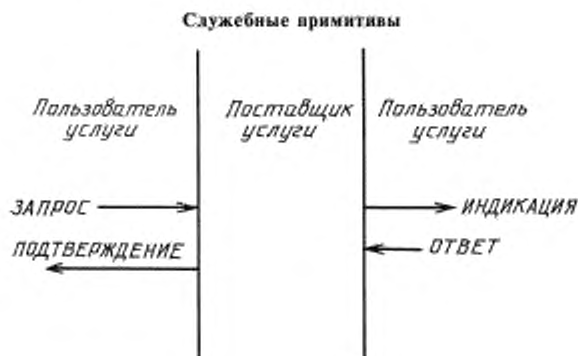 Служебные примитивы
Пользователь услуги
Поставщик услуги
Пользователь услуги
ЗАПРОС
ИНДИКАЦИЯ
ПОДТВЕРЖДЕНИЕ
ОТВЕТ